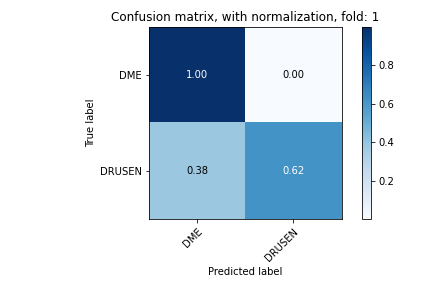 Confusion matrix, with normalization, fold: 1
True label
DME
1.00
0.00
DRUSEN
0.38
0.62
DME
DRUSEN
Predicted label
0.8
0.6
0.4
0.2